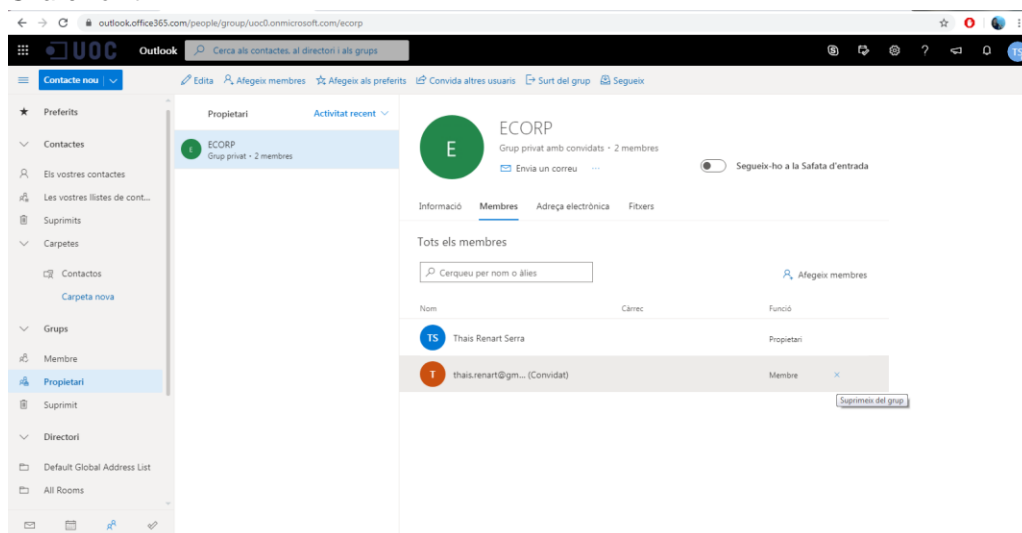 outlook.office365.com/people/group/uoc0.onmicrosoft.com/ecorp
UOC Outlook Cerca als contactes, al directori i als grups
TS
Contacte nou Edita Afegeix membres Afegeix als preferits Convida altres usuaris Surt del grup Segueix
Preferits
Contactes
Els vostres contactes
Les vostres llistes de cont...
Suprimits
Carpetes
Contactos
Carpeta nova
Grups
Membre
Propietari
Suprimit
Directori
Default Global Address List
All Rooms
Propietari Activitat recent
E
ECORP
Grup privat • 2 membres
E
ECORP
Grup privat amb convidats • 2 membres
Envia un correu ...
Segueix-ho a la Safata d'entrada
Informació Membres Adreça electrònica Fitxers
Tots els membres
Cerqueu per nom o àlies
Afegeix membres
Nom Càrrec Funció
TS Thais Renart Serra Propietari
T thais.renart@gm... (Convidat) Membre ×
Suprimeix del grup